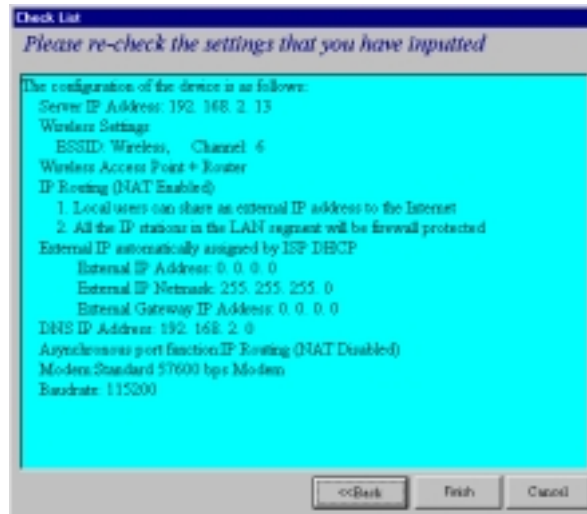 Check List
Please re-check the settings that you have inputted
The configuration of the device is as follows:
Server IP Address: 192. 168. 2. 13
Wireless Settings
ESSID: Wireless, Channel: 6
Wireless Access Point + Router
IP Routing (NAT Enabled)
1. Local users can share an external IP address to the Internet
2. All the IP stations in the LAN segment will be firewall protected
External IP automatically assigned by ISP DHCP
External IP Address: 0. 0. 0. 0
External IP Netmask: 255. 255. 255. 0
External Gateway IP Address: 0. 0. 0. 0
DNS IP Address: 192. 168. 2. 0
Asynchronous port function:IP Routing (NAT Disabled)
Modem:Standard 57600 bps Modem
Baudrate: 115200
<<Back Finish Cancel